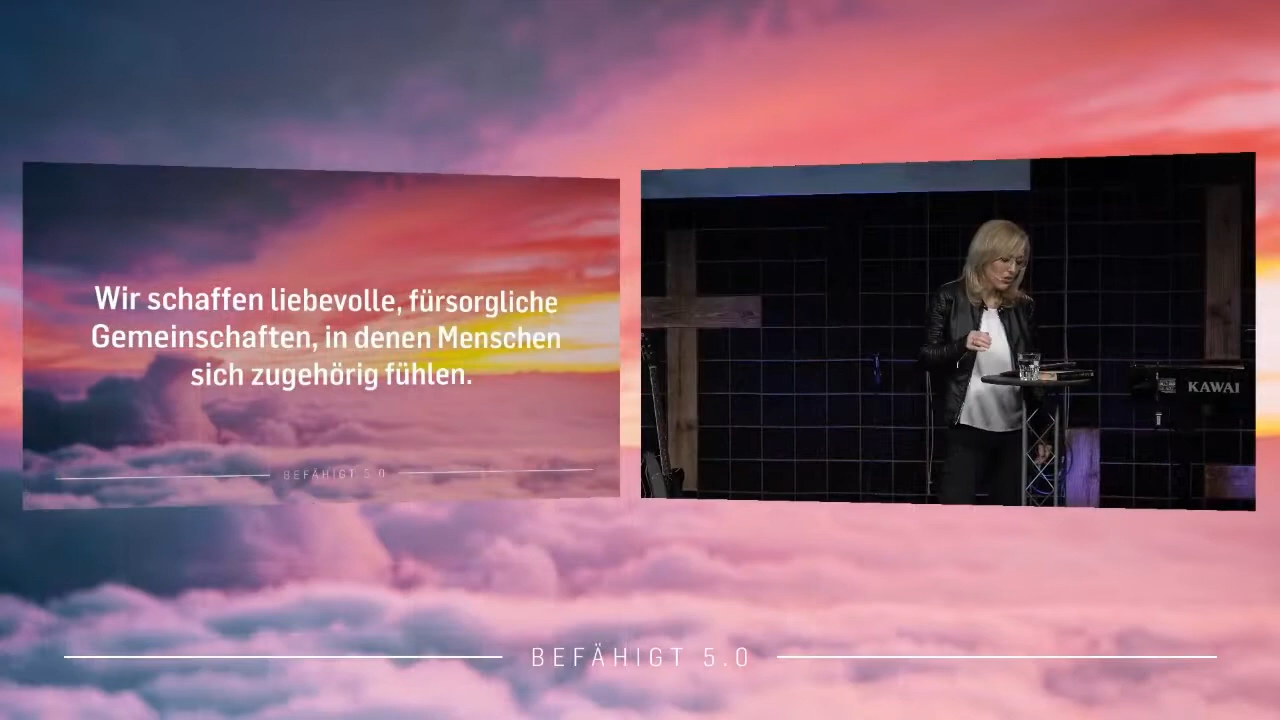 Wir schaffen liebevolle, fürsorgliche
Gemeinschaften, in denen Menschen
sich zugehörig fühlen.
BEFÄHIGT 5.0
KAWAI
BEFÄHIGT 5.0